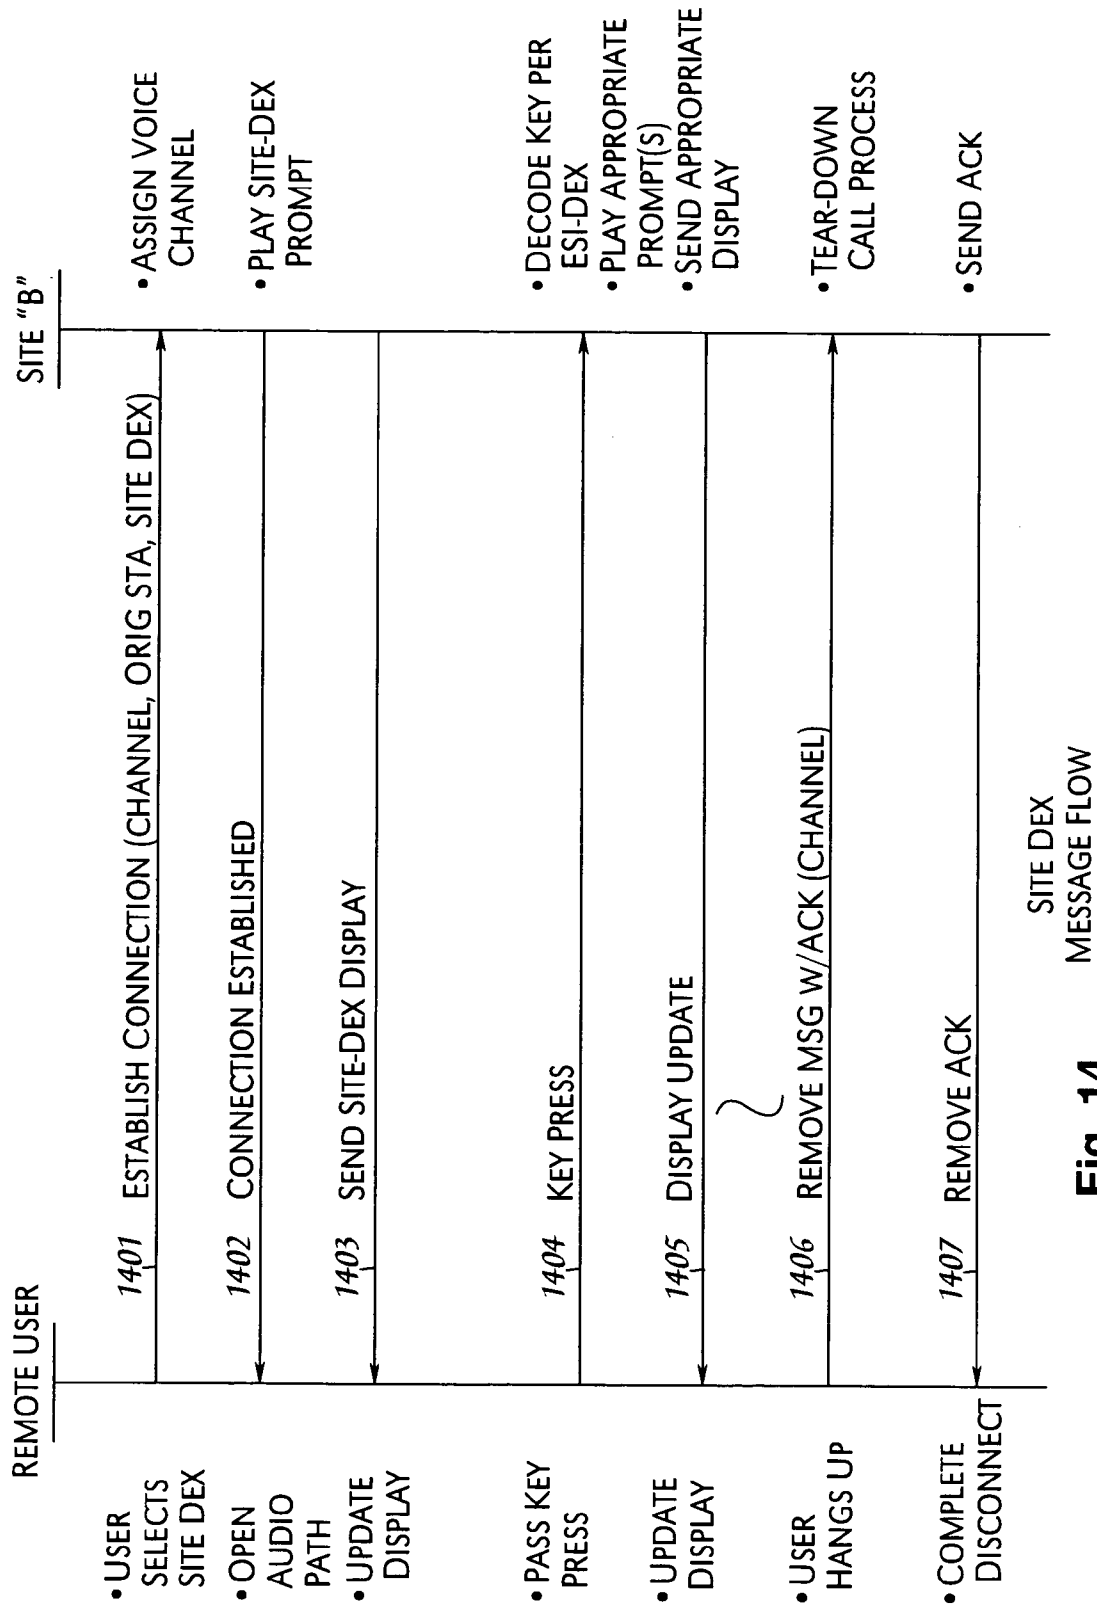 REMOTE USER
SITE "B"
• USER
SELECTS
SITE DEX
1401
ESTABLISH CONNECTION (CHANNEL, ORIG STA, SITE DEX)
• ASSIGN VOICE
CHANNEL
• OPEN
AUDIO
PATH
1402
CONNECTION ESTABLISHED
• PLAY SITE-DEX
PROMPT
• UPDATE
DISPLAY
1403
SEND SITE-DEX DISPLAY
• PASS KEY
PRESS
1404
KEY PRESS
• DECODE KEY PER
ESI-DEX
• PLAY APPROPRIATE
PROMPT(S)
• SEND APPROPRIATE
DISPLAY
• UPDATE
DISPLAY
1405
DISPLAY UPDATE
• USER
HANGS UP
1406
REMOVE MSG W/ACK (CHANNEL)
• TEAR-DOWN
CALL PROCESS
• COMPLETE
DISCONNECT
1407
REMOVE ACK
• SEND ACK
SITE DEX
MESSAGE FLOW
Fig. 14